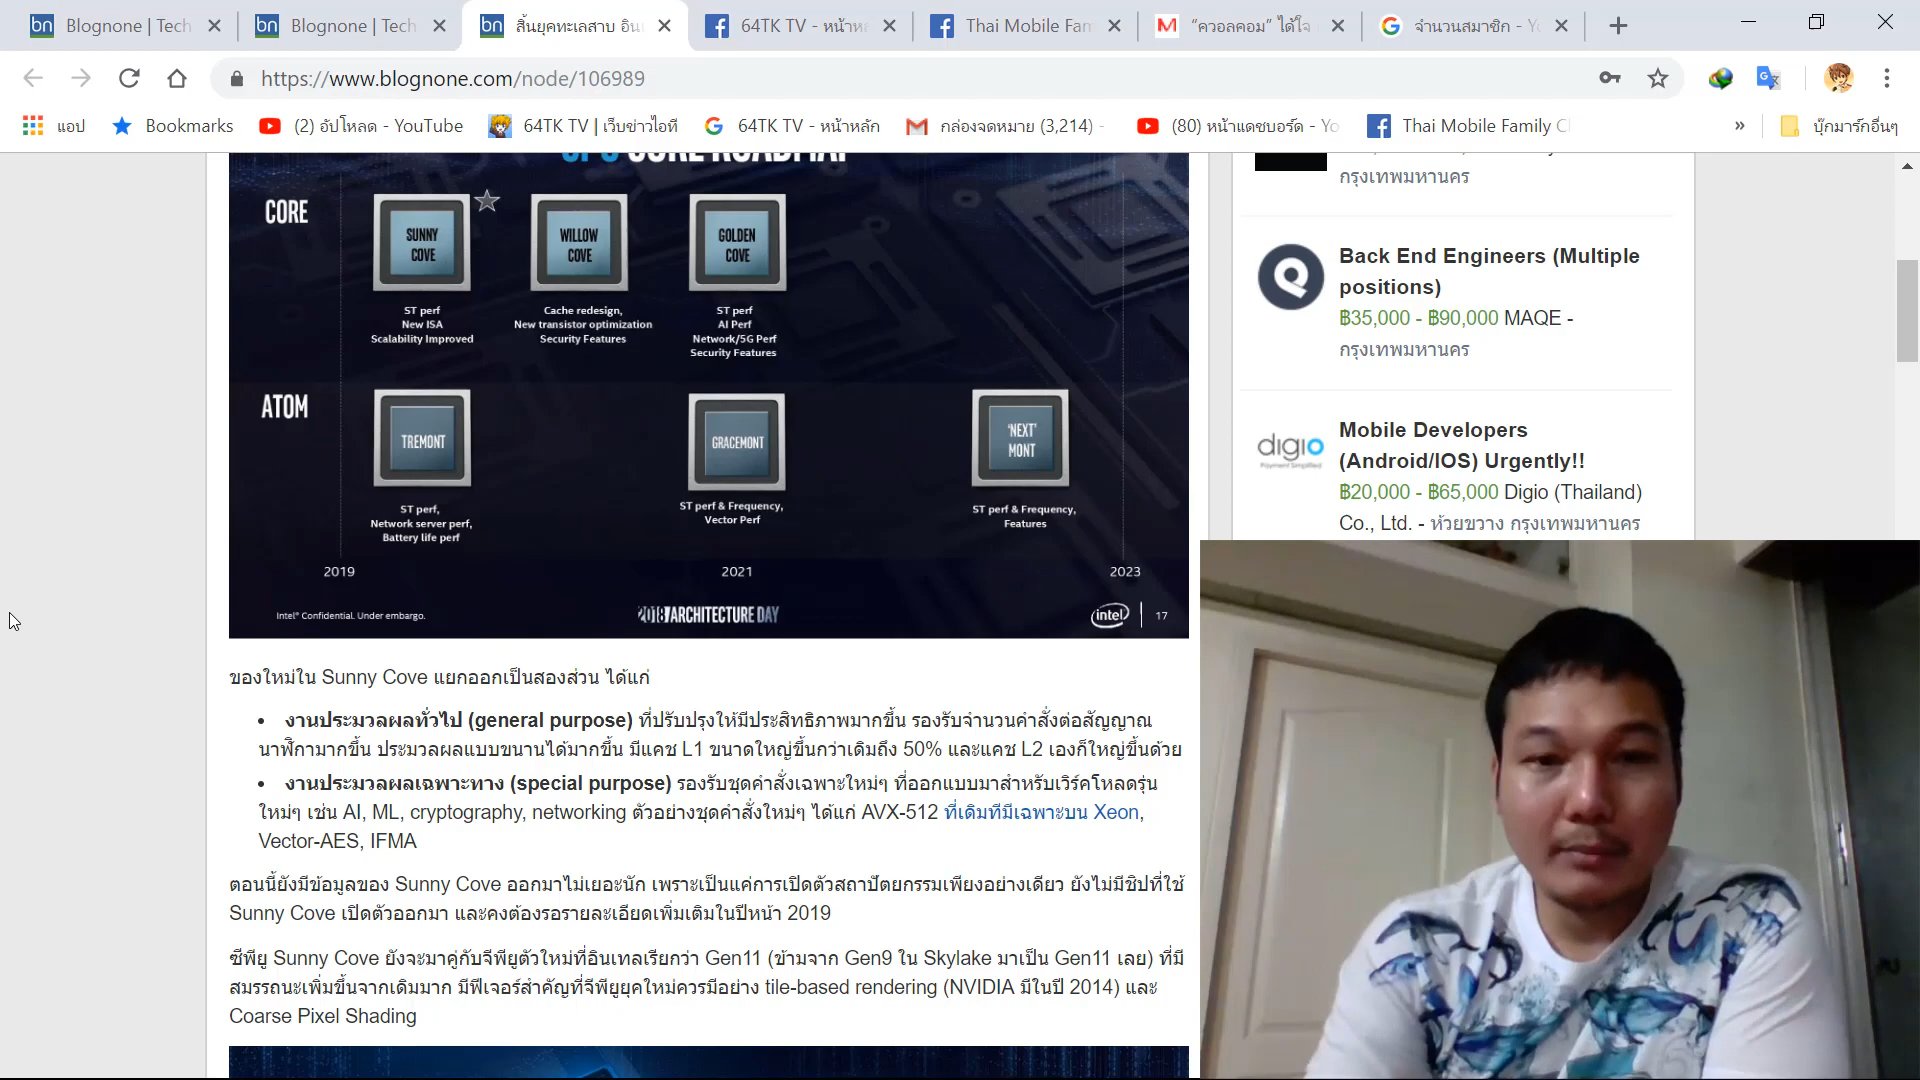 Blognone | Tech
Blognone | Tech
สิ้นยุคทะเลสาบ อิน
64TK TV - หน้าห
Thai Mobile Fam
“ควอลคอม” ได้ใจ
จำนวนสมาชิก - Yo
https://www.blognone.com/node/106989
แอป
Bookmarks
(2) อัปโหลด - YouTube
64TK TV | เว็บข่าวไอที
64TK TV - หน้าหลัก
กล่องจดหมาย (3,214) -
(80) หน้าแดชบอร์ด - Yo
Thai Mobile Family Cl
»
บุ๊กมาร์กอื่นๆ
CPU CORE ROADMAP
CORE
SUNNY
COVE
WILLOW
COVE
GOLDEN
COVE
ST perf
New ISA
Scalability Improved
Cache redesign,
New transistor optimization
Security Features
ST perf
AI Perf
Network/5G Perf
Security Features
ATOM
TREMONT
GRACEMONT
‘NEXT’
MONT
ST perf,
Network server perf,
Battery life perf
ST perf & Frequency,
Vector Perf
ST perf & Frequency,
Features
2019
2021
2023
Intel® Confidential. Under embargo.
2018 ARCHITECTURE DAY
intel
17
ของใหม่ใน Sunny Cove แยกออกเป็นสองส่วน ได้แก่
• งานประมวลผลทั่วไป (general purpose) ที่ปรับปรุงให้มีประสิทธิภาพมากขึ้น รองรับจำนวนคำสั่งต่อสัญญาณ
นาฬิกามากขึ้น ประมวลผลแบบขนานได้มากขึ้น มีแคช L1 ขนาดใหญ่ขึ้นกว่าเดิมถึง 50% และแคช L2 เองก็ใหญ่ขึ้นด้วย
• งานประมวลผลเฉพาะทาง (special purpose) รองรับชุดคำสั่งเฉพาะใหม่ๆ ที่ออกแบบมาสำหรับเวิร์คโหลดรุ่น
ใหม่ๆ เช่น AI, ML, cryptography, networking ตัวอย่างชุดคำสั่งใหม่ๆ ได้แก่ AVX-512 ที่เดิมทีมีเฉพาะบน Xeon,
Vector-AES, IFMA
ตอนนี้ยังมีข้อมูลของ Sunny Cove ออกมาไม่เยอะนัก เพราะเป็นแค่การเปิดตัวสถาปัตยกรรมเพียงอย่างเดียว ยังไม่มีชิปที่ใช้
Sunny Cove เปิดตัวออกมา และคงต้องรอรายละเอียดเพิ่มเติมในปีหน้า 2019
ซีพียู Sunny Cove ยังจะมาคู่กับจีพียูตัวใหม่ที่อินเทลเรียกว่า Gen11 (ข้ามจาก Gen9 ใน Skylake มาเป็น Gen11 เลย) ที่มี
สมรรถนะเพิ่มขึ้นจากเดิมมาก มีฟีเจอร์สำคัญที่จีพียูยุคใหม่ควรมีอย่าง tile-based rendering (NVIDIA มีในปี 2014) และ
Coarse Pixel Shading
กรุงเทพมหานคร
Back End Engineers (Multiple
positions)
฿35,000 - ฿90,000 MAQE -
กรุงเทพมหานคร
digio
Payment Simplified
Mobile Developers
(Android/IOS) Urgently!!
฿20,000 - ฿65,000 Digio (Thailand)
Co., Ltd. - ห้วยขวาง กรุงเทพมหานคร